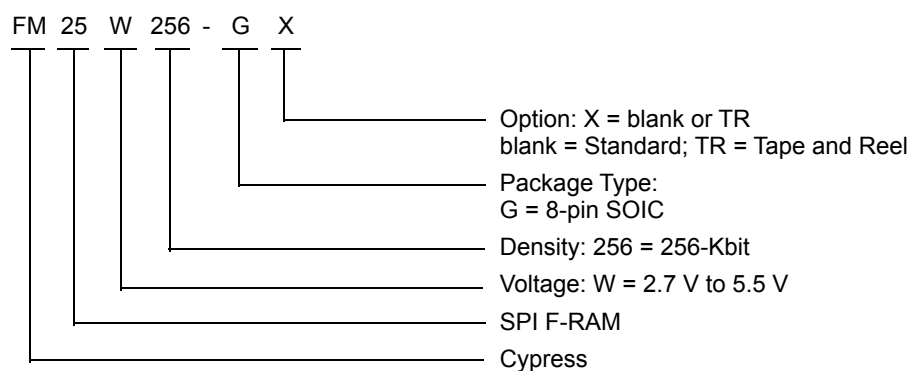 FM 25 W 256 - G X
Option: X = blank or TR
blank = Standard; TR = Tape and Reel
Package Type:
G = 8-pin SOIC
Density: 256 = 256-Kbit
Voltage: W = 2.7 V to 5.5 V
SPI F-RAM
Cypress